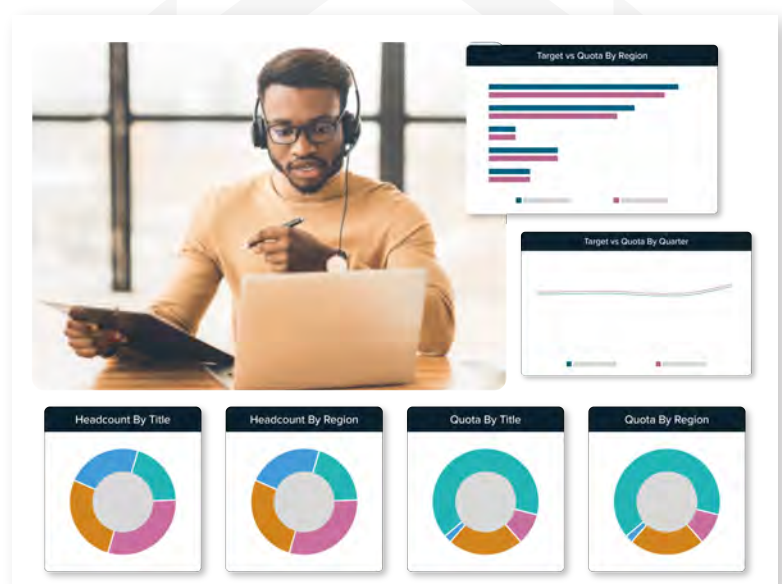 Target vs Quota By Region
Target vs Quota By Quarter
Headcount By Title
Headcount By Region
Quota By Title
Quota By Region